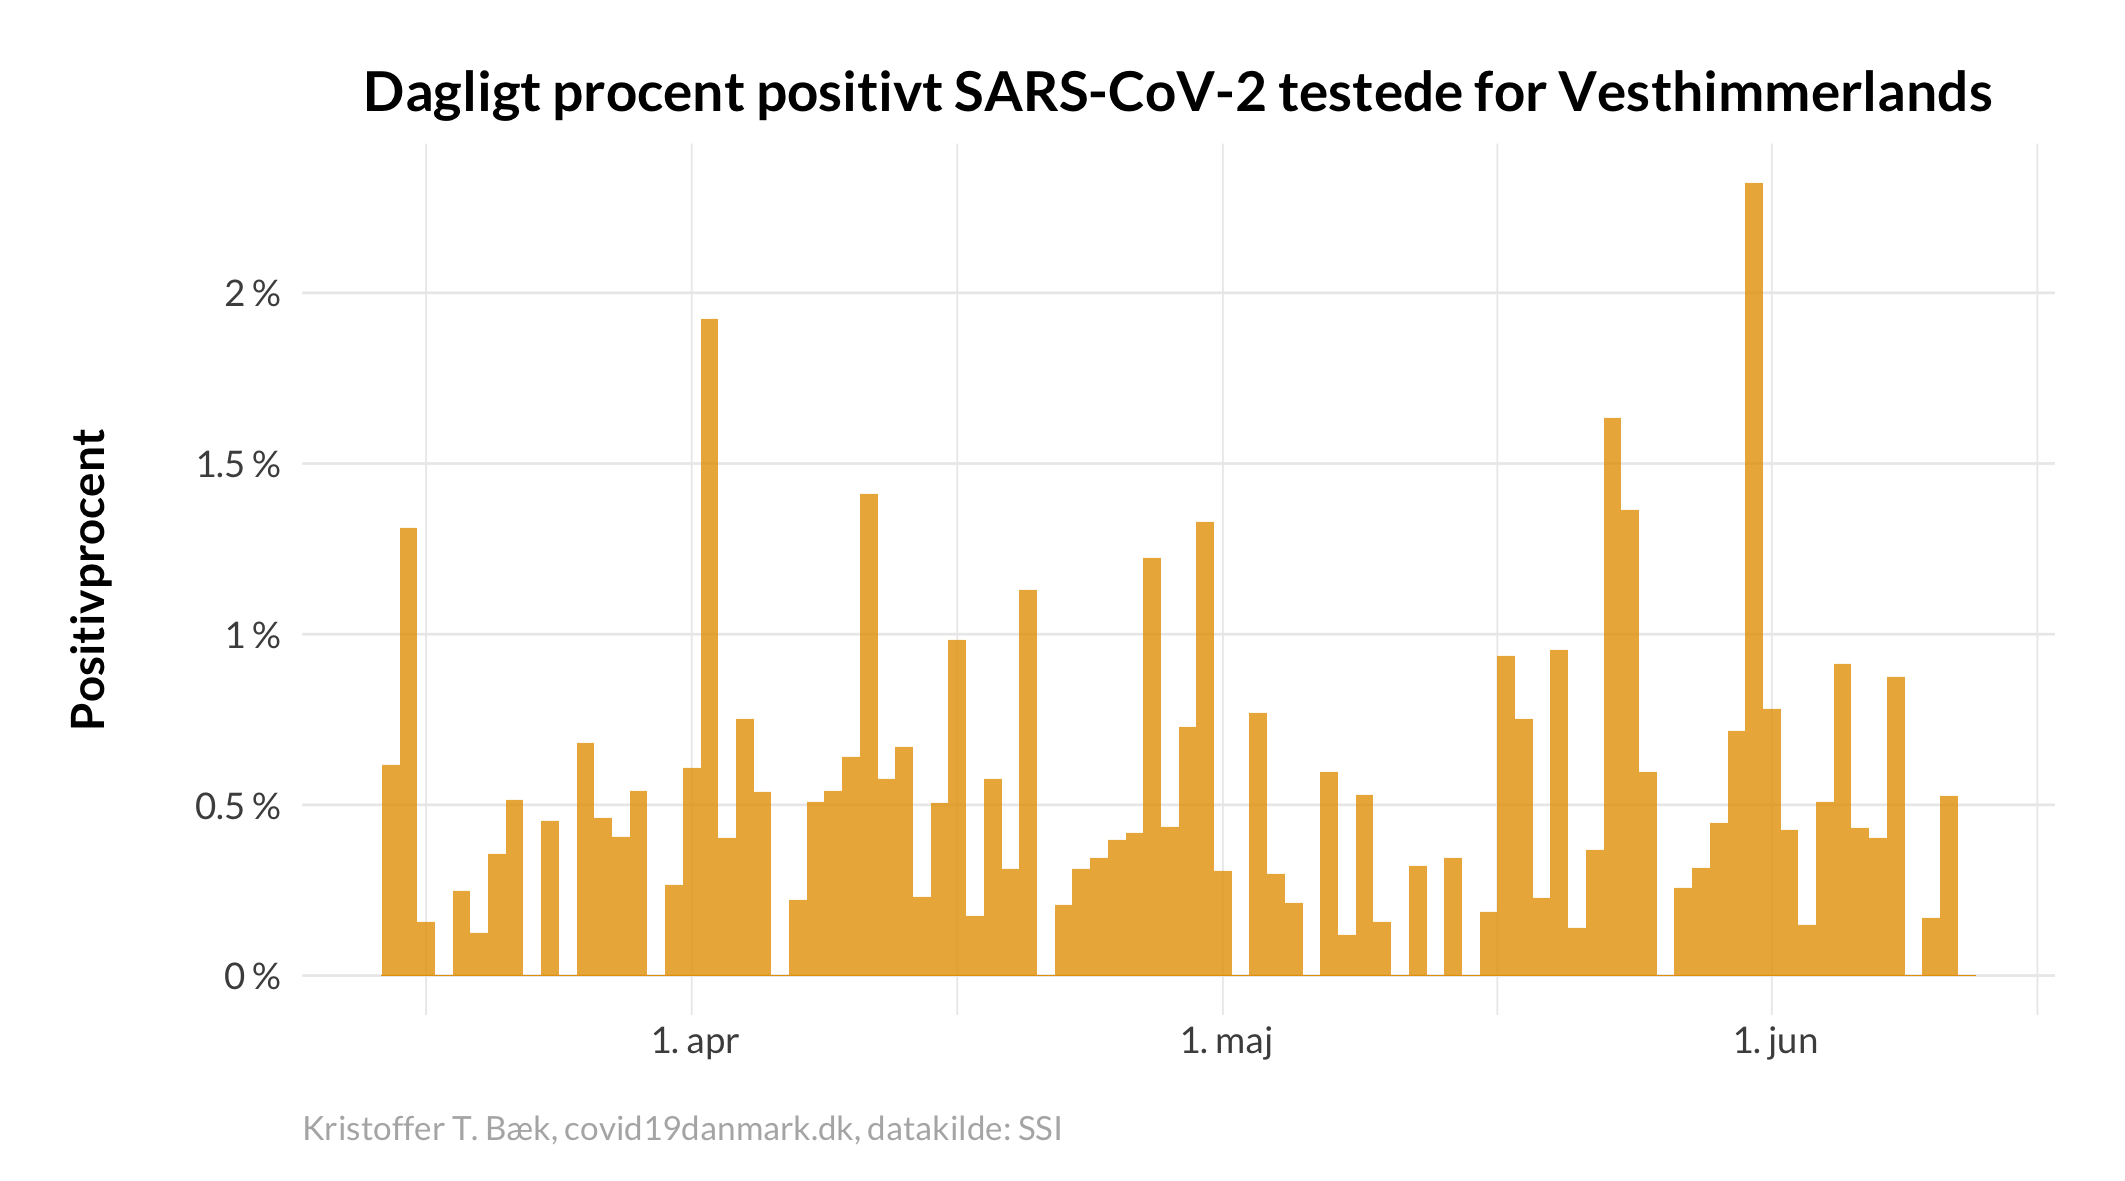 Dagligt procent positivt SARS-CoV-2 testede for Vesthimmerlands
Positivprocent
2 %
1.5 %
1 %
0.5 %
0 %
1. apr
1. maj
1. jun
Kristoffer T. Bæk, covid19danmark.dk, datakilde: SSI